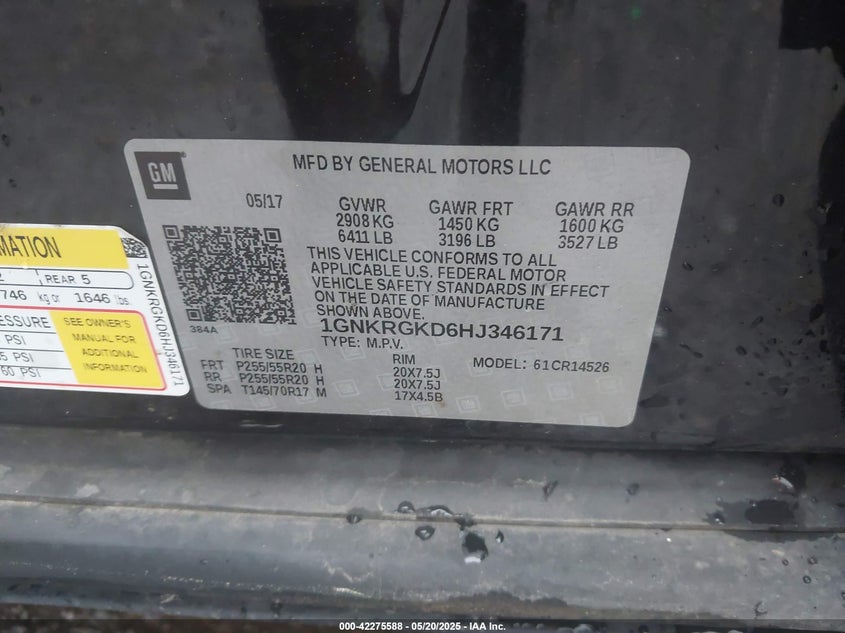 GM
MFD BY GENERAL MOTORS LLC
05/17
GVWR GAWR FRT GAWR RR
2908 KG 1450 KG 1600 KG
6411 LB 3196 LB 3527 LB
THIS VEHICLE CONFORMS TO ALL
APPLICABLE U.S. FEDERAL MOTOR
VEHICLE SAFETY STANDARDS IN EFFECT
ON THE DATE OF MANUFACTURE
SHOWN ABOVE.
384A
1GNKRGKD6HJ346171
TYPE: M.P.V.
MODEL: 61CR14526
TIRE SIZE RIM
FRT P255/55R20 H 20X7.5J
RR P255/55R20 H 20X7.5J
SPA T145/70R17 M 17X4.5B
MATION
REAR 5
746 kg or 1646 lbs
SEE OWNER'S
MANUAL FOR
ADDITIONAL
INFORMATION
PSI
5 PSI
60 PSI
1GNKRGKD6HJ346171
000-42275588 - 05/20/2025 - IAA Inc.